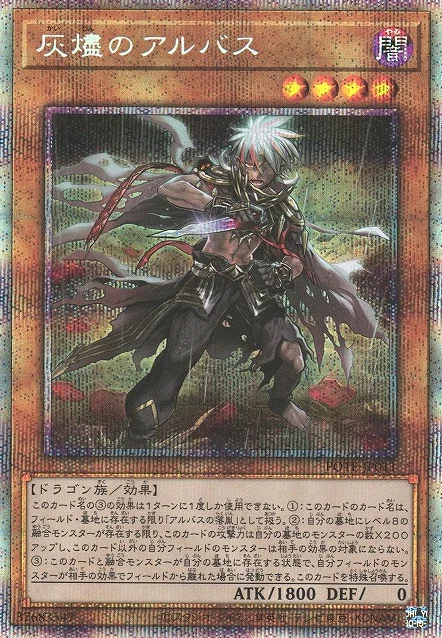 灰燼のアルバス
闇
POTE-JP011
【ドラゴン族／効果】
このカード名の③の効果は1ターンに1度しか使用できない。①:このカードのカード名は、
フィールド・墓地に存在する限り「アルバスの落胤」として扱う。②:自分の墓地にレベル8の
融合モンスターが存在する限り、このカードの攻撃力は自分の墓地のモンスターの数×200
アップし、このカード以外の自分フィールドのモンスターは相手の効果の対象にならない。
③:このカードと融合モンスターが自分の墓地に存在する状態で、自分フィールドのモン
スターが相手の効果でフィールドから離れた場合に発動できる。このカードを特殊召喚する。
ATK/1800 DEF/ 0